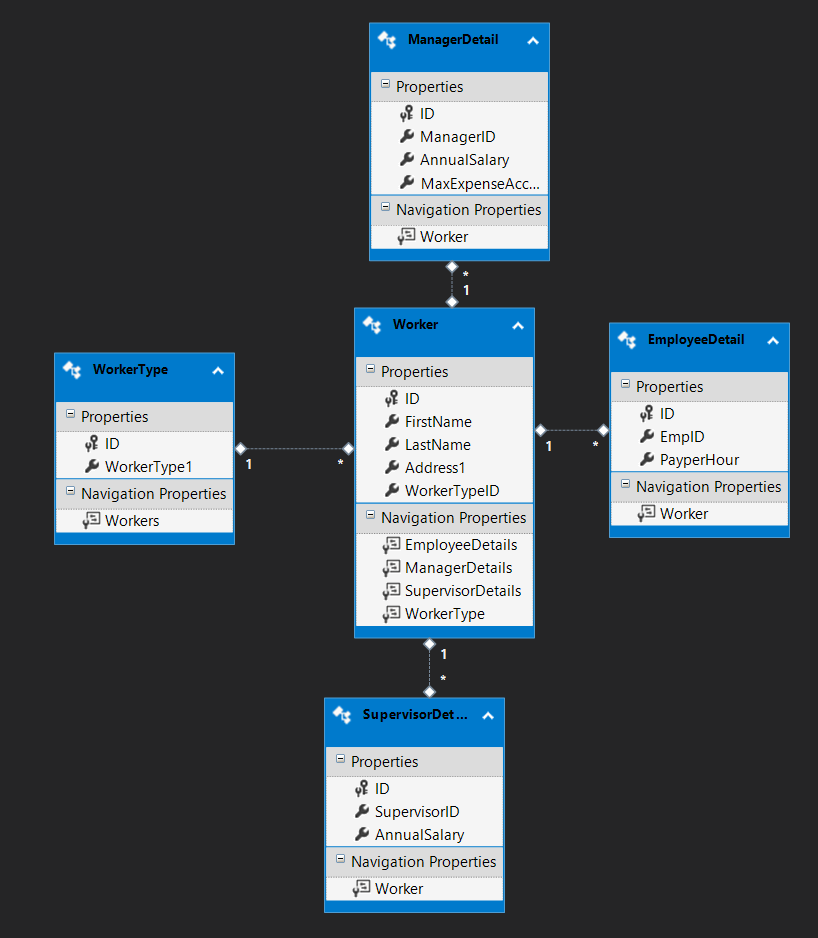 ManagerDetail
Properties
ID
ManagerID
AnnualSalary
MaxExpenseAcc...
Navigation Properties
Worker
*
1
Worker
Properties
ID
FirstName
LastName
Address1
WorkerTypeID
Navigation Properties
EmployeeDetails
ManagerDetails
SupervisorDetails
WorkerType
WorkerType
Properties
ID
WorkerType1
Navigation Properties
Workers
1
*
EmployeeDetail
Properties
ID
EmpID
PayperHour
Navigation Properties
Worker
1
*
1
*
SupervisorDet...
Properties
ID
SupervisorID
AnnualSalary
Navigation Properties
Worker